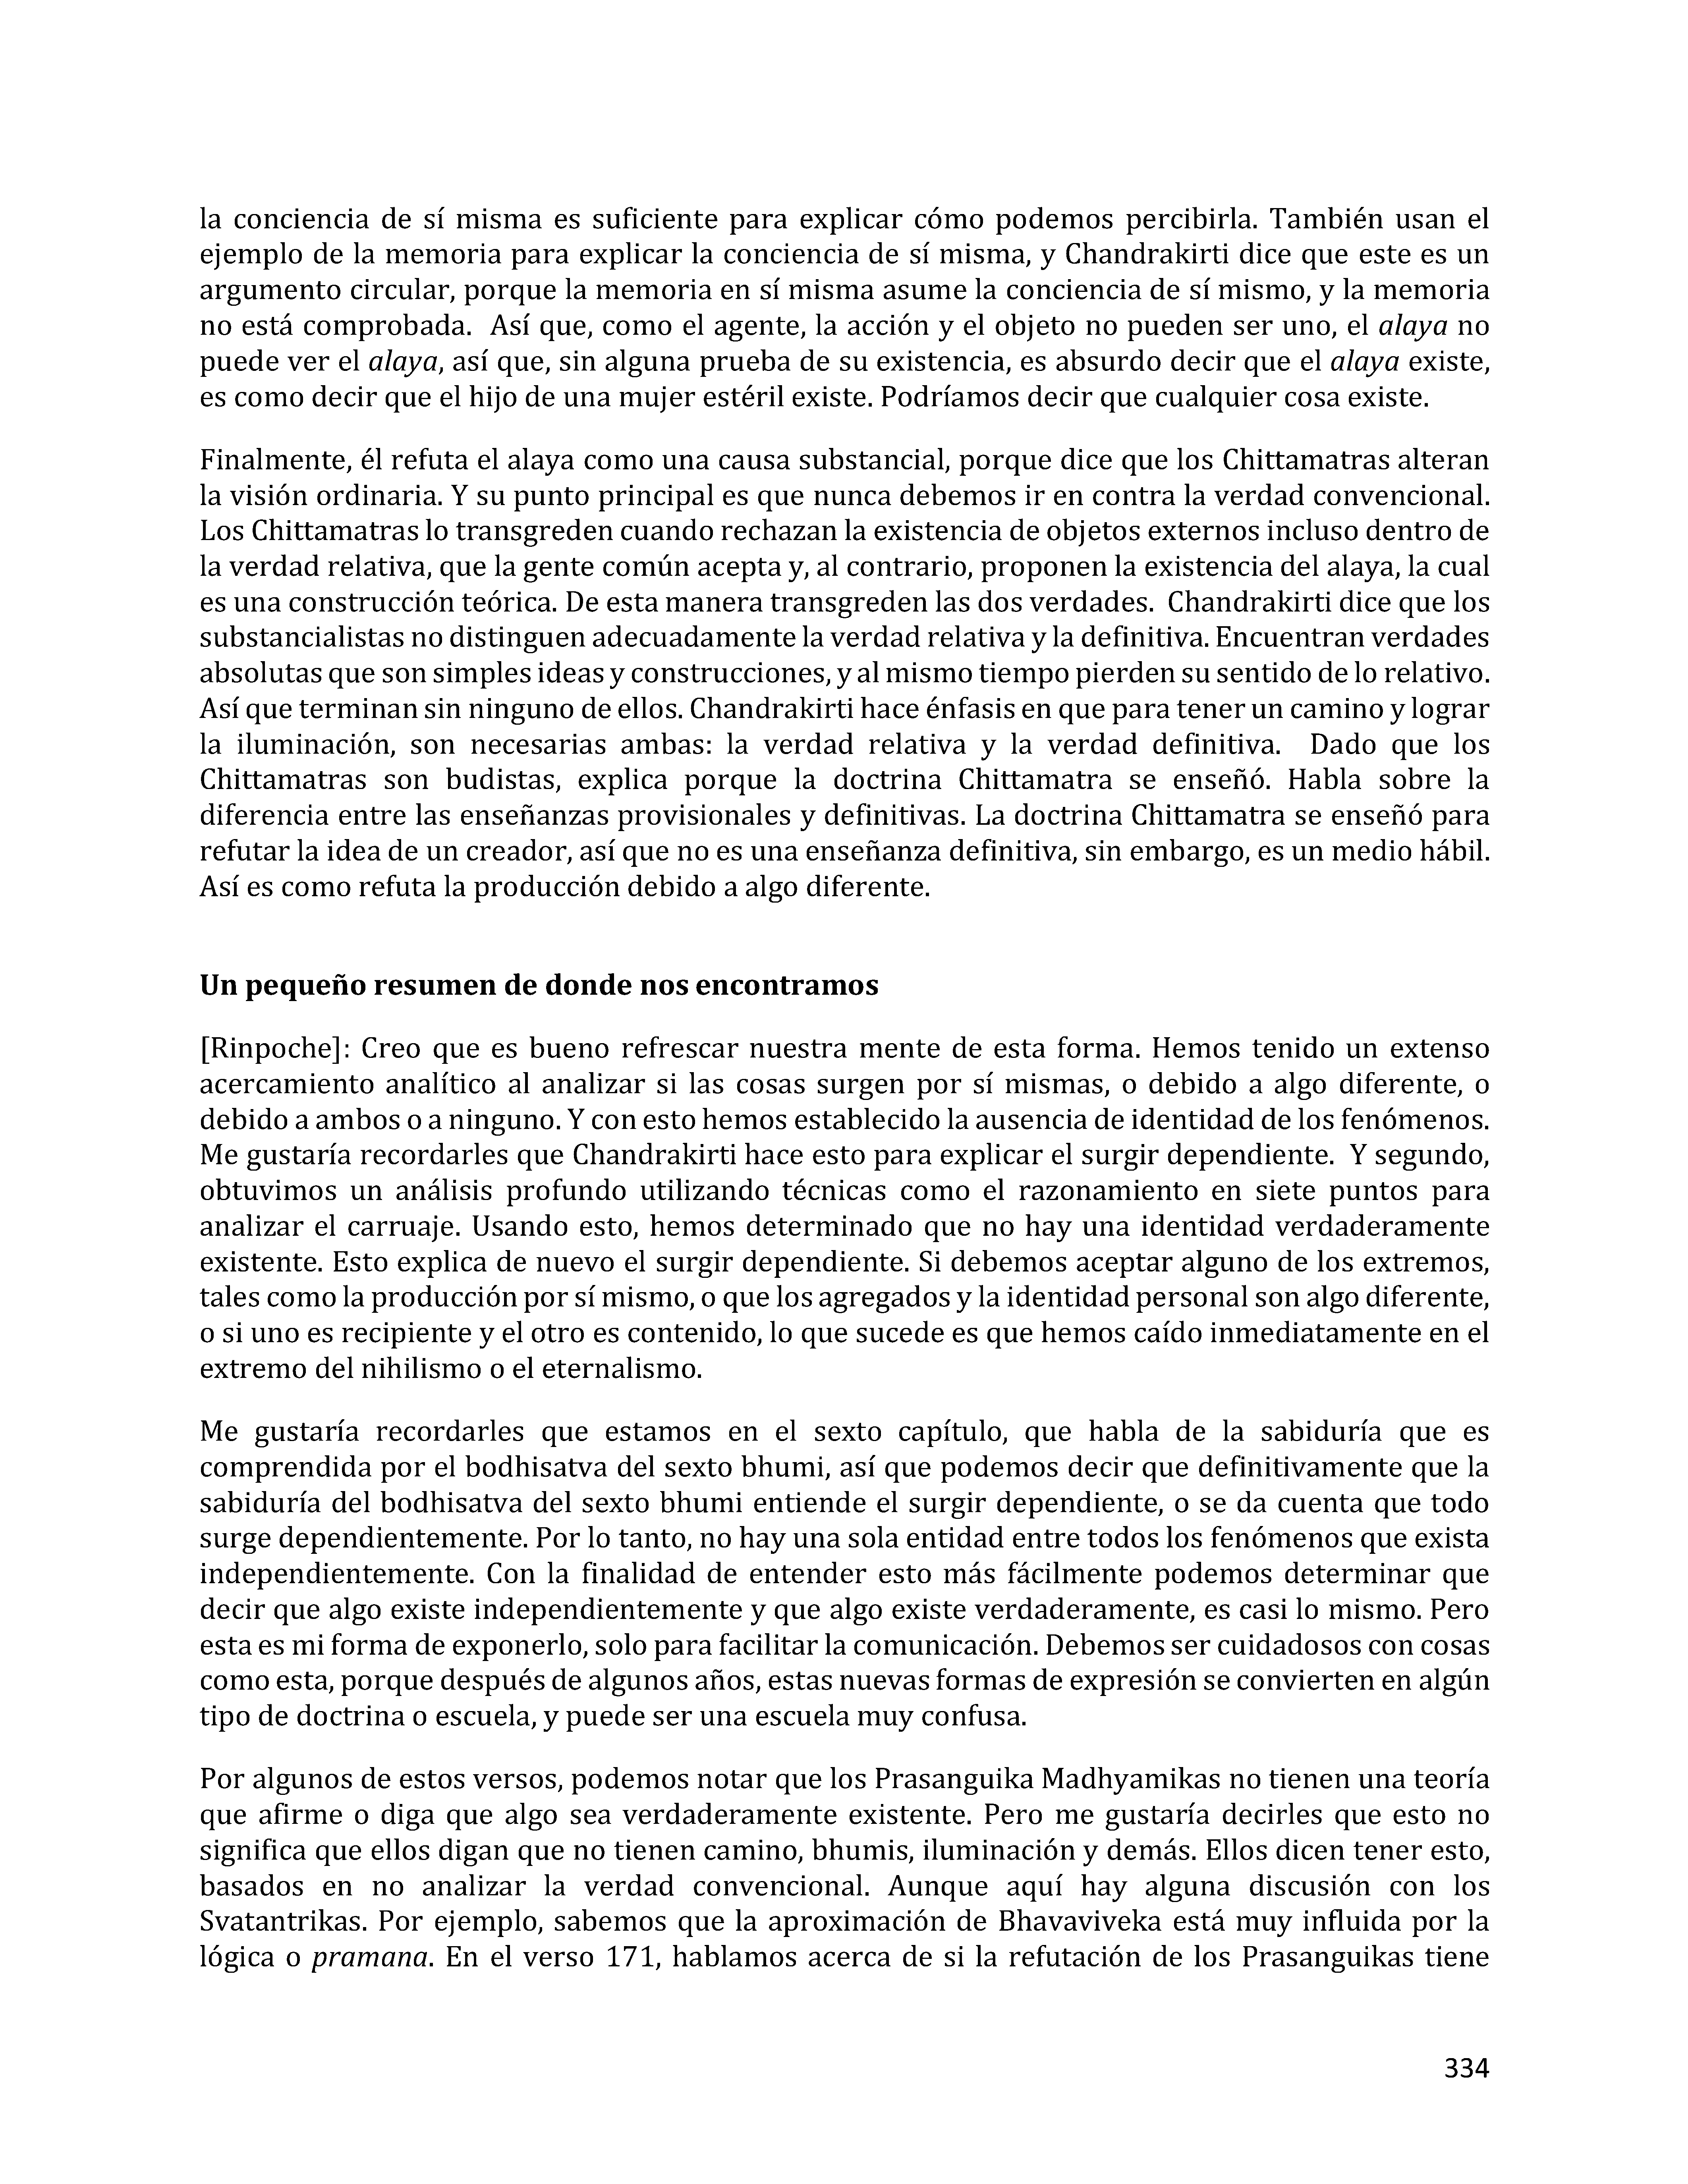 la conciencia de sí misma es suficiente para explicar cómo podemos percibirla. También usan el
ejemplo de la memoria para explicar la conciencia de sí misma, y Chandrakirti dice que este es un
argumento circular, porque la memoria en sí misma asume la conciencia de sí mismo, y la memoria
no está comprobada.  Así que, como el agente, la acción y el objeto no pueden ser uno, el alaya no
puede ver el alaya, así que, sin alguna prueba de su existencia, es absurdo decir que el alaya existe,
es como decir que el hijo de una mujer estéril existe. Podríamos decir que cualquier cosa existe.
Finalmente, él refuta el alaya como una causa substancial, porque dice que los Chittamatras alteran
la visión ordinaria. Y su punto principal es que nunca debemos ir en contra la verdad convencional.
Los Chittamatras lo transgreden cuando rechazan la existencia de objetos externos incluso dentro de
la verdad relativa, que la gente común acepta y, al contrario, proponen la existencia del alaya, la cual
es una construcción teórica. De esta manera transgreden las dos verdades.  Chandrakirti dice que los
substancialistas no distinguen adecuadamente la verdad relativa y la definitiva. Encuentran verdades
absolutas que son simples ideas y construcciones, y al mismo tiempo pierden su sentido de lo relativo.
Así que terminan sin ninguno de ellos. Chandrakirti hace énfasis en que para tener un camino y lograr
la iluminación, son necesarias ambas: la verdad relativa y la verdad definitiva.  Dado que los
Chittamatras son budistas, explica porque la doctrina Chittamatra se enseñó. Habla sobre la
diferencia entre las enseñanzas provisionales y definitivas. La doctrina Chittamatra se enseñó para
refutar la idea de un creador, así que no es una enseñanza definitiva, sin embargo, es un medio hábil.
Así es como refuta la producción debido a algo diferente.
Un pequeño resumen de donde nos encontramos
[Rinpoche]: Creo que es bueno refrescar nuestra mente de esta forma. Hemos tenido un extenso
acercamiento analítico al analizar si las cosas surgen por sí mismas, o debido a algo diferente, o
debido a ambos o a ninguno. Y con esto hemos establecido la ausencia de identidad de los fenómenos.
Me gustaría recordarles que Chandrakirti hace esto para explicar el surgir dependiente.  Y segundo,
obtuvimos un análisis profundo utilizando técnicas como el razonamiento en siete puntos para
analizar el carruaje. Usando esto, hemos determinado que no hay una identidad verdaderamente
existente. Esto explica de nuevo el surgir dependiente. Si debemos aceptar alguno de los extremos,
tales como la producción por sí mismo, o que los agregados y la identidad personal son algo diferente,
o si uno es recipiente y el otro es contenido, lo que sucede es que hemos caído inmediatamente en el
extremo del nihilismo o el eternalismo.
Me gustaría recordarles que estamos en el sexto capítulo, que habla de la sabiduría que es
comprendida por el bodhisatva del sexto bhumi, así que podemos decir que definitivamente que la
sabiduría del bodhisatva del sexto bhumi entiende el surgir dependiente, o se da cuenta que todo
surge dependientemente. Por lo tanto, no hay una sola entidad entre todos los fenómenos que exista
independientemente. Con la finalidad de entender esto más fácilmente podemos determinar que
decir que algo existe independientemente y que algo existe verdaderamente, es casi lo mismo. Pero
esta es mi forma de exponerlo, solo para facilitar la comunicación. Debemos ser cuidadosos con cosas
como esta, porque después de algunos años, estas nuevas formas de expresión se convierten en algún
tipo de doctrina o escuela, y puede ser una escuela muy confusa.
Por algunos de estos versos, podemos notar que los Prasanguika Madhyamikas no tienen una teoría
que afirme o diga que algo sea verdaderamente existente. Pero me gustaría decirles que esto no
significa que ellos digan que no tienen camino, bhumis, iluminación y demás. Ellos dicen tener esto,
basados en no analizar la verdad convencional. Aunque aquí hay alguna discusión con los
Svatantrikas. Por ejemplo, sabemos que la aproximación de Bhavaviveka está muy influida por la
lógica o pramana. En el verso 171, hablamos acerca de si la refutación de los Prasanguikas tiene
334